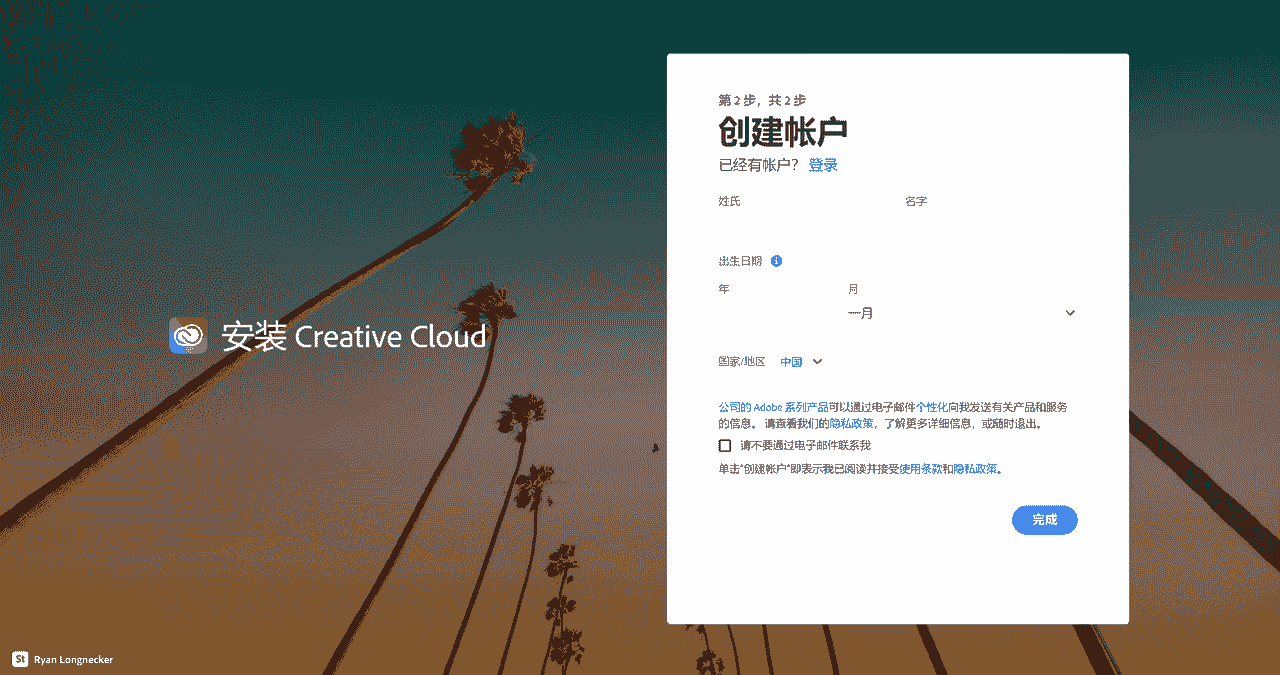 安装 Creative Cloud
第 2 步，共 2 步
创建帐户
已经有帐户？ 登录
姓氏 名字
出生日期
年 月
一月
国家/地区 中国
公司的 Adobe 系列产品可以通过电子邮件个性化向我发送有关产品和服务
的信息。 请查看我们的隐私政策，了解更多详细信息，或随时退出。
请不要通过电子邮件联系我
单击“创建帐户”即表示我已阅读并接受使用条款和隐私政策。
完成
St Ryan Longnecker